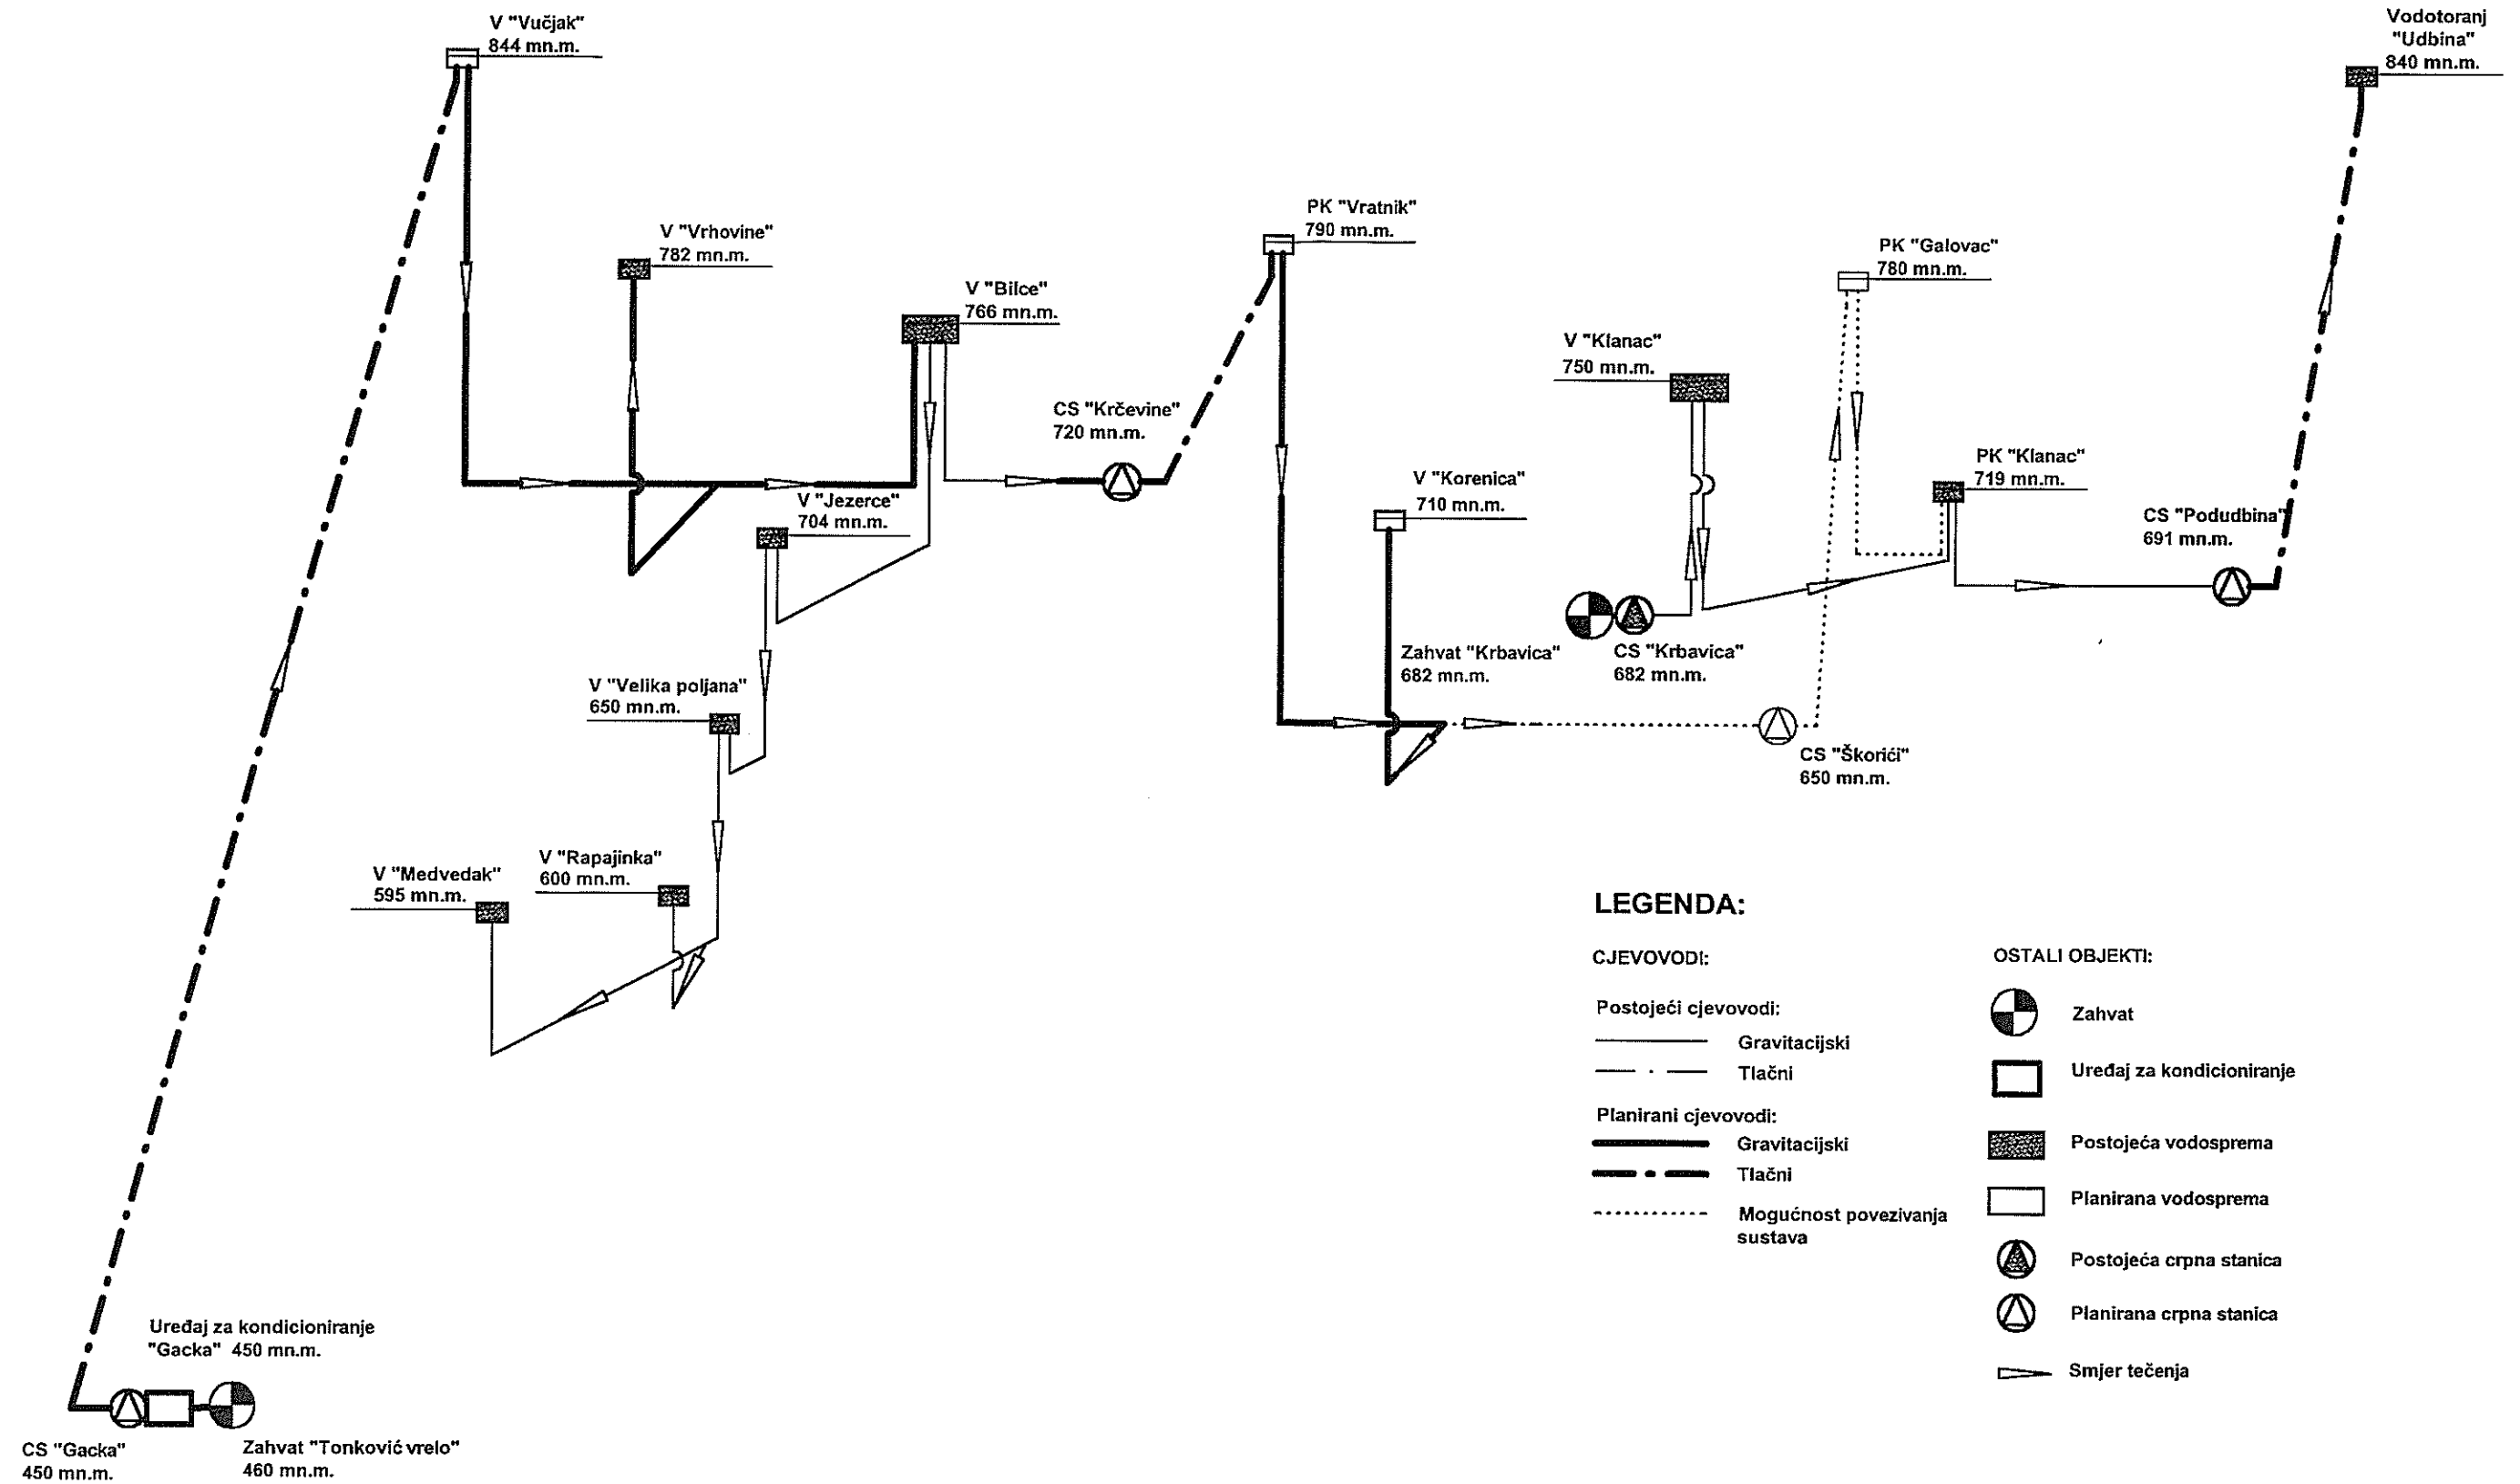 V "Vučjak"
844 mn.m.
Vodotoranj
"Udbina"
840 mn.m.
V "Vrhovine"
782 mn.m.
PK "Vratnik"
790 mn.m.
PK "Galovac"
780 mn.m.
V "Bilce"
766 mn.m.
V "Klanac"
750 mn.m.
CS "Krčevine"
720 mn.m.
V "Korenica"
710 mn.m.
PK "Klanac"
719 mn.m.
V "Jezerce"
704 mn.m.
CS "Podudbina"
691 mn.m.
Zahvat "Krbavica"
682 mn.m.
CS "Krbavica"
682 mn.m.
V "Velika poljana"
650 mn.m.
CS "Škorići"
650 mn.m.
V "Medvedak"
595 mn.m.
V "Rapajinka"
600 mn.m.
LEGENDA:
CJEVOVODI:
Postojeći cjevovodi:
Gravitacijski
Tlačni
Planirani cjevovodi:
Gravitacijski
Tlačni
Mogućnost povezivanja
sustava
OSTALI OBJEKTI:
Zahvat
Uređaj za kondicioniranje
Postojeća vodosprema
Planirana vodosprema
Postojeća crpna stanica
Planirana crpna stanica
Smjer tečenja
Uređaj za kondicioniranje
"Gacka" 450 mn.m.
CS "Gacka"
450 mn.m.
Zahvat "Tonković vrelo"
460 mn.m.